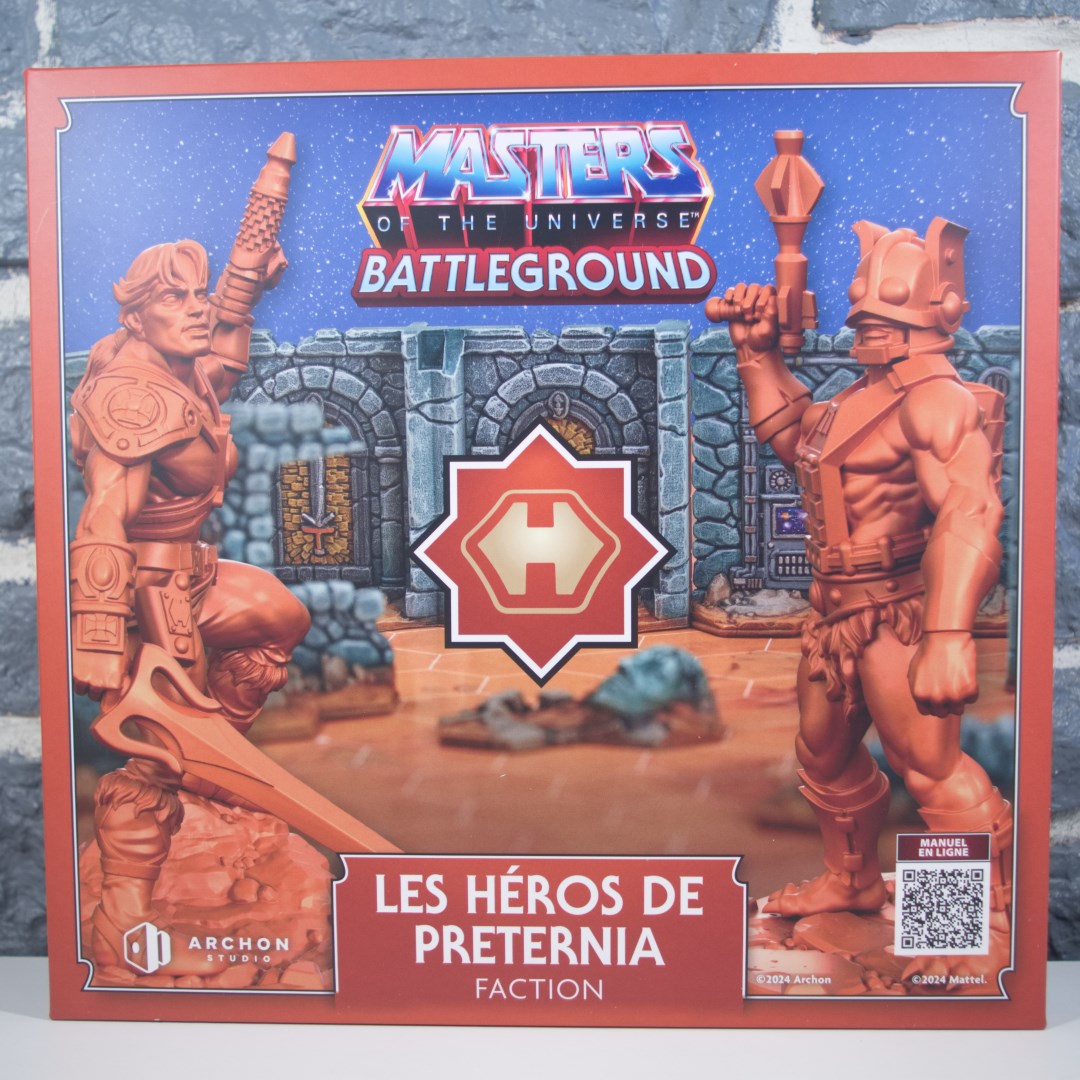 MASTERS
OF THE UNIVERSE™
BATTLEGROUND
H
MANUEL
EN LIGNE
LES HÉROS DE
PRETERNIA
FACTION
ARCHON
STUDIO
©2024 Archon
©2024 Mattel.